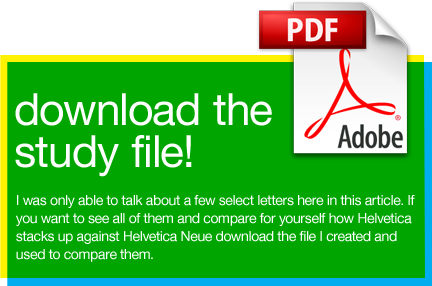 PDF
Adobe
download the
study file!
I was only able to talk about a few select letters here in this article. If
you want to see all of them and compare for yourself how Helvetica
stacks up against Helvetica Neue download the file I created and
used to compare them.